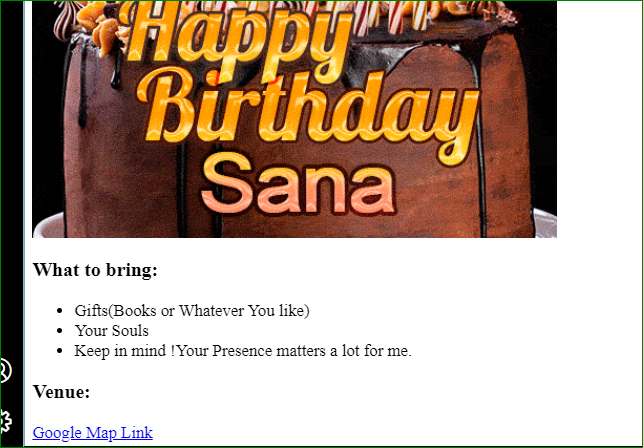 Happy
Birthday
Sana
What to bring:
Gifts(Books or Whatever You like)
Your Souls
Keep in mind !Your Presence matters a lot for me.
Venue:
Google Map Link